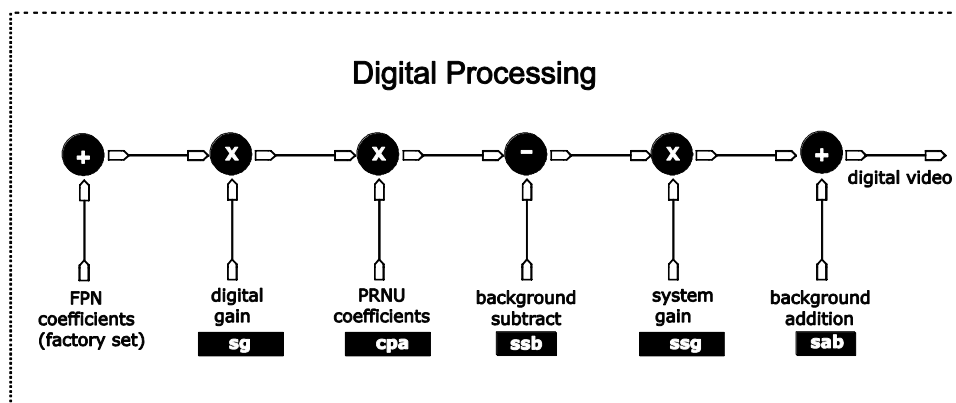 Digital Processing
+ x x - x +
digital video
FPN coefficients (factory set)
digital gain
sg
PRNU coefficients
cpa
background subtract
ssb
system gain
ssg
background addition
sab